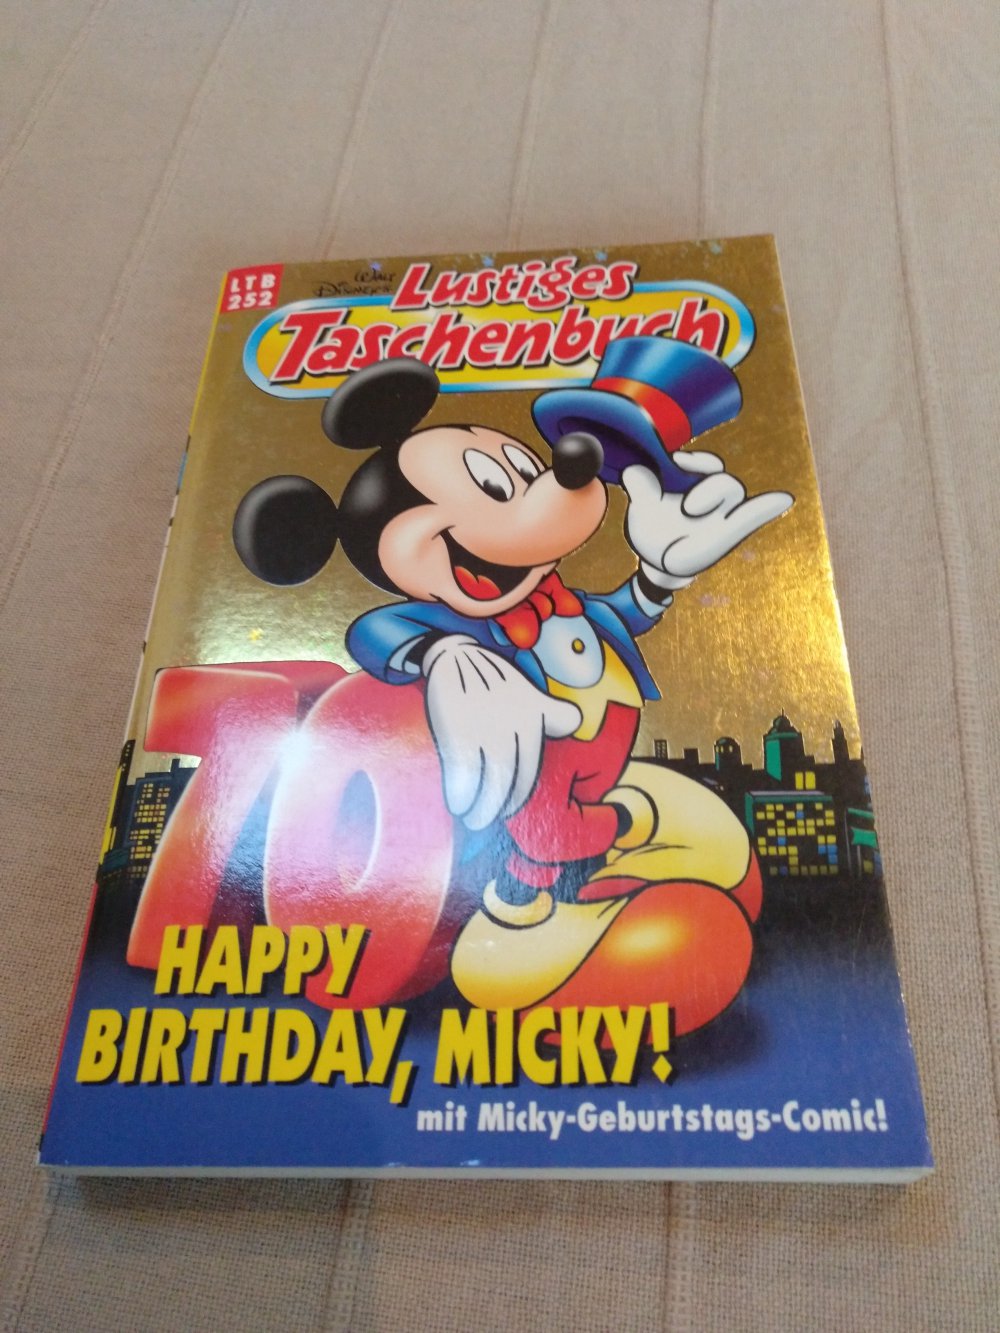 LTB
252
Walt
Disney's
Lustiges
Taschenbuch
70
HAPPY
BIRTHDAY, MICKY!
mit Micky-Geburtstags-Comic!